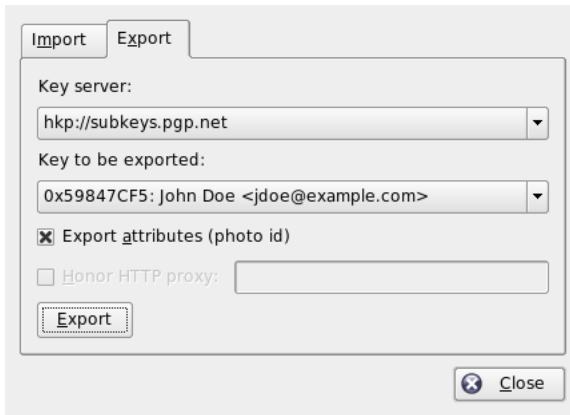 Import Export
Key server:
hkp://subkeys.pgp.net
Key to be exported:
0x59847CF5: John Doe <jdoe@example.com>
Export attributes (photo id)
Honor HTTP proxy:
Export
Close